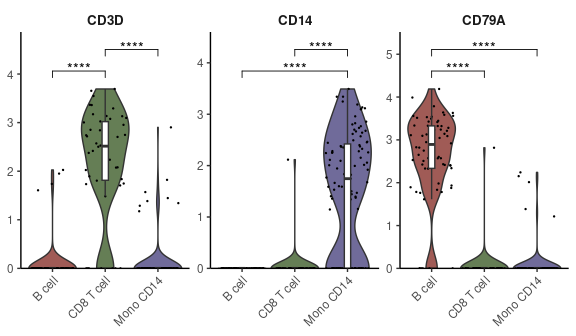 CD3D
CD14
CD79A
****
****
****
****
****
****
4
3
2
1
0
4
3
2
1
0
5
4
3
2
1
0
B cell
CD8 T cell
Mono CD14
B cell
CD8 T cell
Mono CD14
B cell
CD8 T cell
Mono CD14